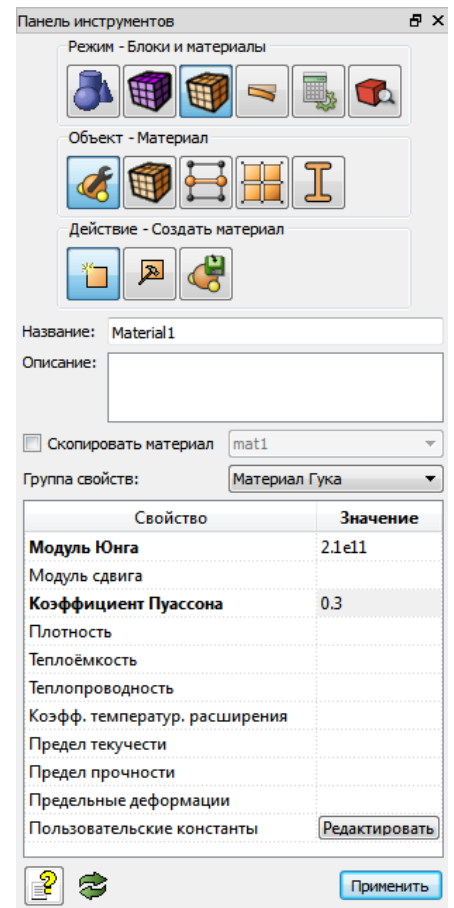 Панель инструментов
Режим - Блоки и материалы
Объект - Материал
Действие - Создать материал
Название: Material1
Описание:
Скопировать материал mat1
Группа свойств: Материал Гука
Свойство Значение
Модуль Юнга 2.1e11
Модуль сдвига
Коэффициент Пуассона 0.3
Плотность
Теплоёмкость
Теплопроводность
Коэфф. температур. расширения
Предел текучести
Предел прочности
Предельные деформации
Пользовательские константы Редактировать
Применить